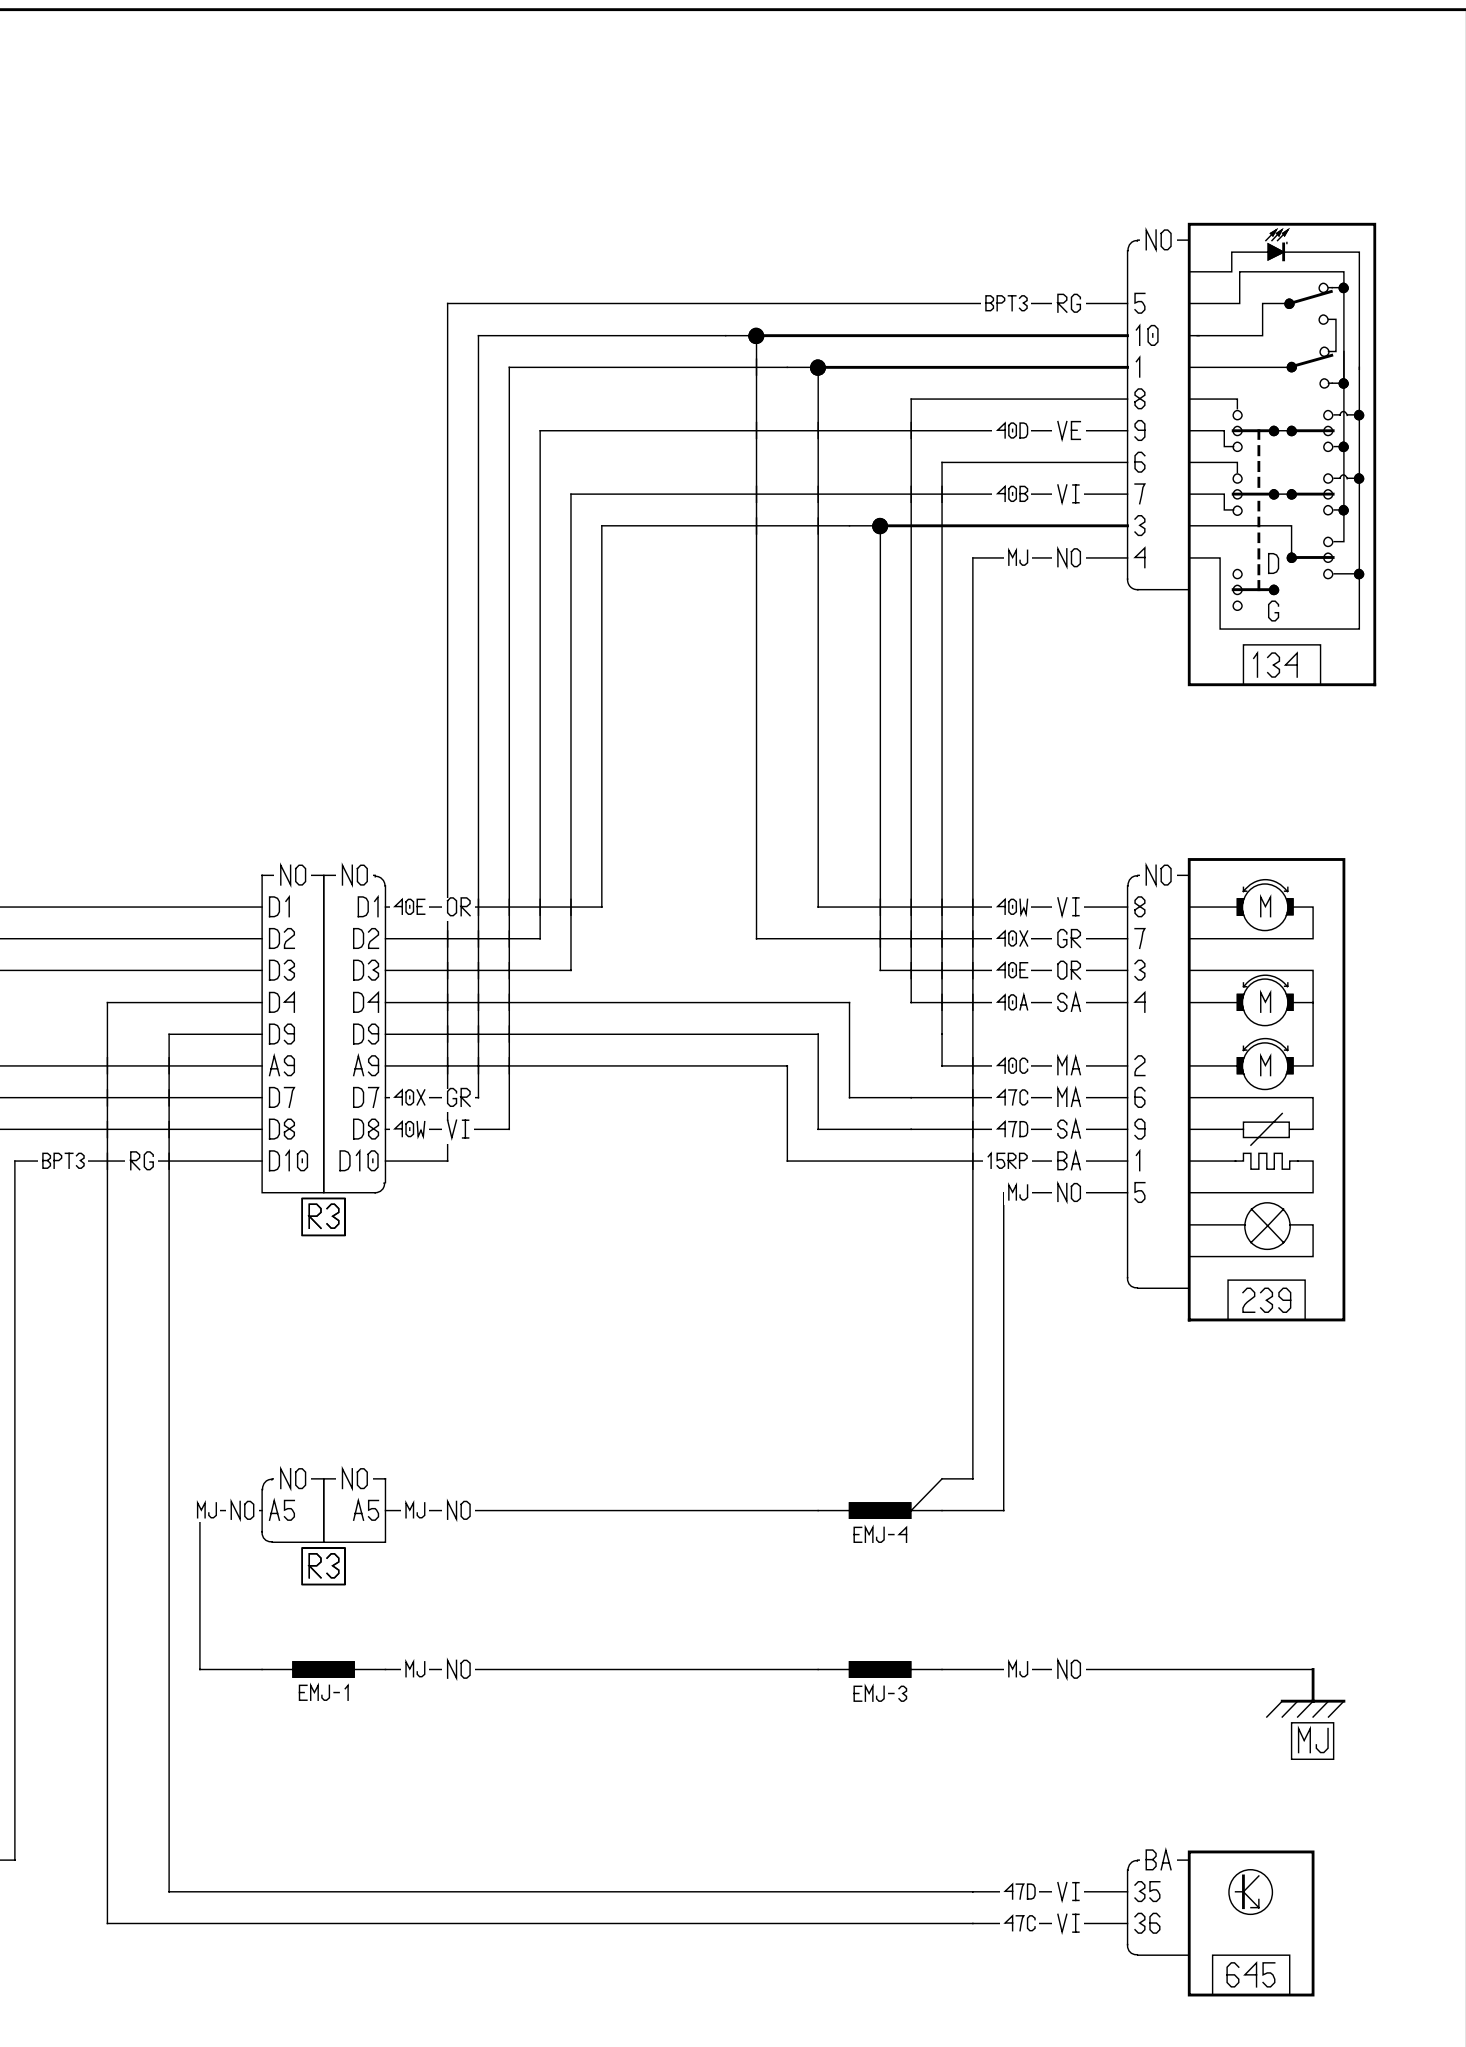 NO
BPT3 RG 5
10
1
8
40D VE 9
6
40B VI 7
3
MJ NO 4
D
G
134
NO NO
D1 D1 40E OR
D2 D2
D3 D3
D4 D4
D9 D9
A9 A9
D7 D7 40X GR
D8 D8 40W VI
BPT3 RG D10 D10
R3
NO
40W VI 8 M
40X GR 7
40E OR 3
40A SA 4 M
40C MA 2 M
47C MA 6
47D SA 9
15RP BA 1
MJ NO 5
239
NO NO
MJ-NO A5 A5 MJ NO
EMJ-4
R3
MJ NO MJ NO
EMJ-1 EMJ-3
MJ
BA
47D VI 35
47C VI 36
645